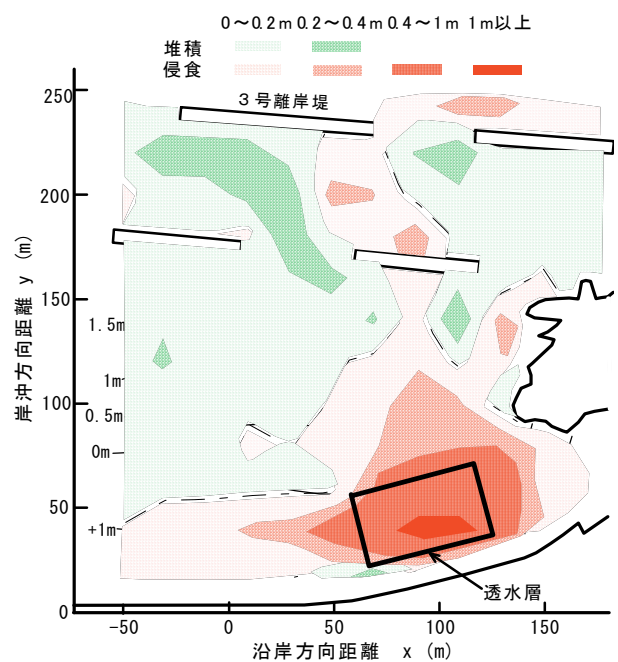 0～0.2m 0.2～0.4m 0.4～1m 1m以上
堆積
侵食
3号離岸堤
250
200
150
100
50
0
岸沖方向距離 y (m)
1.5m
1m
0.5m
0m
+1m
透水層
-50 0 50 100 150
沿岸方向距離 x (m)